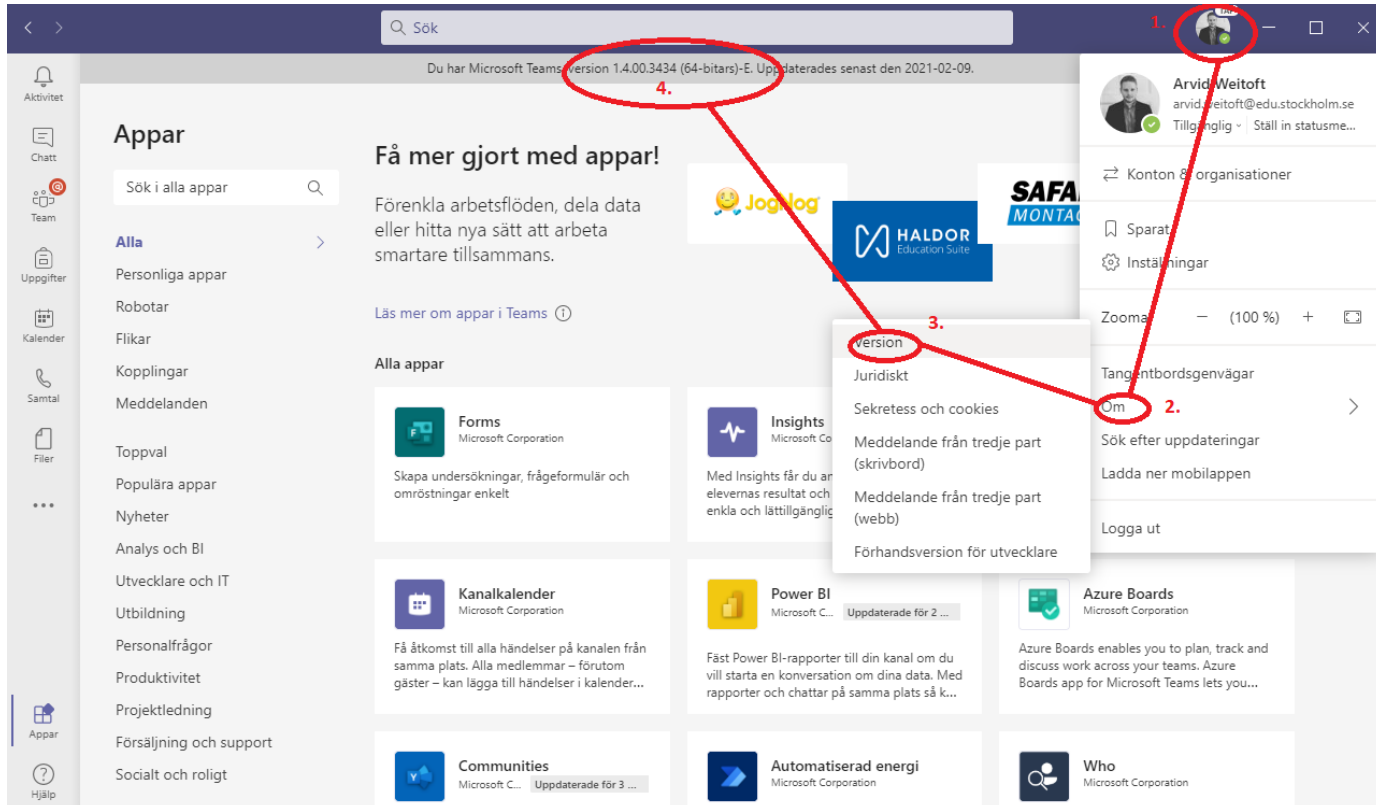 Sök
1.
TAP
Du har Microsoft Teams version 1.4.00.3434 (64-bitars)-E. Uppdaterades senast den 2021-02-09.
4.
Aktivitet
Chatt
@
Team
Uppgifter
Kalender
Samtal
Filer
Appar
Hjälp
Appar
Sök i alla appar
Alla
Personliga appar
Robotar
Flikar
Kopplingar
Meddelanden
Toppval
Populära appar
Nyheter
Analys och BI
Utvecklare och IT
Utbildning
Personalfrågor
Produktivitet
Projektledning
Försäljning och support
Socialt och roligt
Få mer gjort med appar!
Förenkla arbetsflöden, dela data
eller hitta nya sätt att arbeta
smartare tillsammans.
Läs mer om appar i Teams
JogNog
HALDOR
Education Suite
SAFA
MONTA
Alla appar
Forms
Microsoft Corporation
Skapa undersökningar, frågeformulär och
omröstningar enkelt
Insights
Microsoft Co
Med Insights får du an
elevernas resultat och
enkla och lättillgänglig
Kanalkalender
Microsoft Corporation
Få åtkomst till alla händelser på kanalen från
samma plats. Alla medlemmar – förutom
gäster – kan lägga till händelser i kalender...
Power BI
Microsoft C... Uppdaterade för 2 ...
Fäst Power BI-rapporter till din kanal om du
vill starta en konversation om dina data. Med
rapporter och chattar på samma plats så k...
Azure Boards
Microsoft Corporation
Azure Boards enables you to plan, track and
discuss work across your teams. Azure
Boards app for Microsoft Teams lets you...
Communities
Microsoft C... Uppdaterade för 3 ...
Automatiserad energi
Microsoft Corporation
Who
Microsoft Corporation
Arvid Weitoft
arvid.weitoft@edu.stockholm.se
Tillgänglig Ställ in statusme...
Konton & organisationer
Sparat
Inställningar
Zooma − (100 %) +
Tangentbordsgenvägar
Om 2.
Sök efter uppdateringar
Ladda ner mobilappen
Logga ut
3.
Version
Juridiskt
Sekretess och cookies
Meddelande från tredje part
(skrivbord)
Meddelande från tredje part
(webb)
Förhandsversion för utvecklare